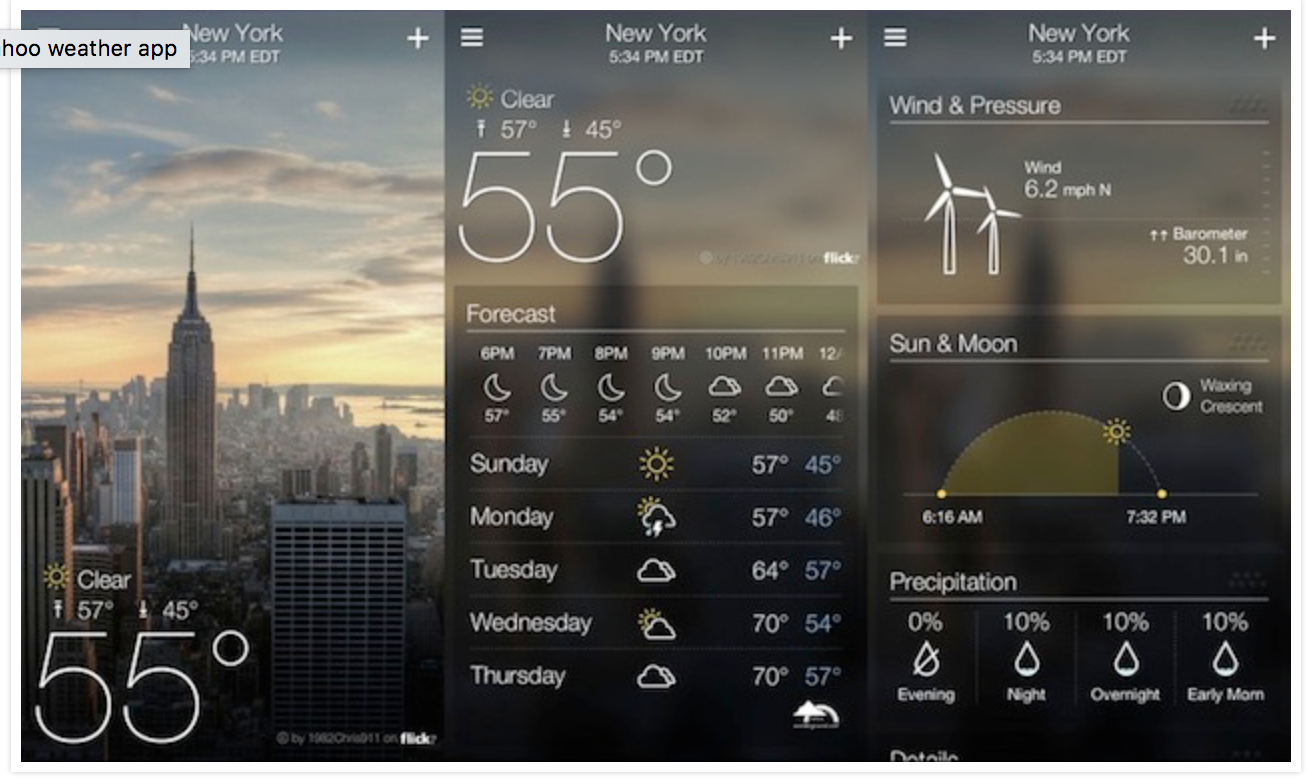 hoo weather app
New York
5:34 PM EDT
Clear
57° 45°
55°
© by 1982Chris911 on flickr
New York
5:34 PM EDT
Clear
57° 45°
55°
© by 1982Chris911 on flickr
Forecast
6PM 7PM 8PM 9PM 10PM 11PM 12A
57° 55° 54° 54° 52° 50° 48
Sunday 57° 45°
Monday 57° 46°
Tuesday 64° 57°
Wednesday 70° 54°
Thursday 70° 57°
New York
5:34 PM EDT
Wind & Pressure
Wind
6.2 mph N
Barometer
30.1 in
Sun & Moon
Waxing
Crescent
6:16 AM 7:32 PM
Precipitation
0% 10% 10% 10%
Evening Night Overnight Early Morn
Details